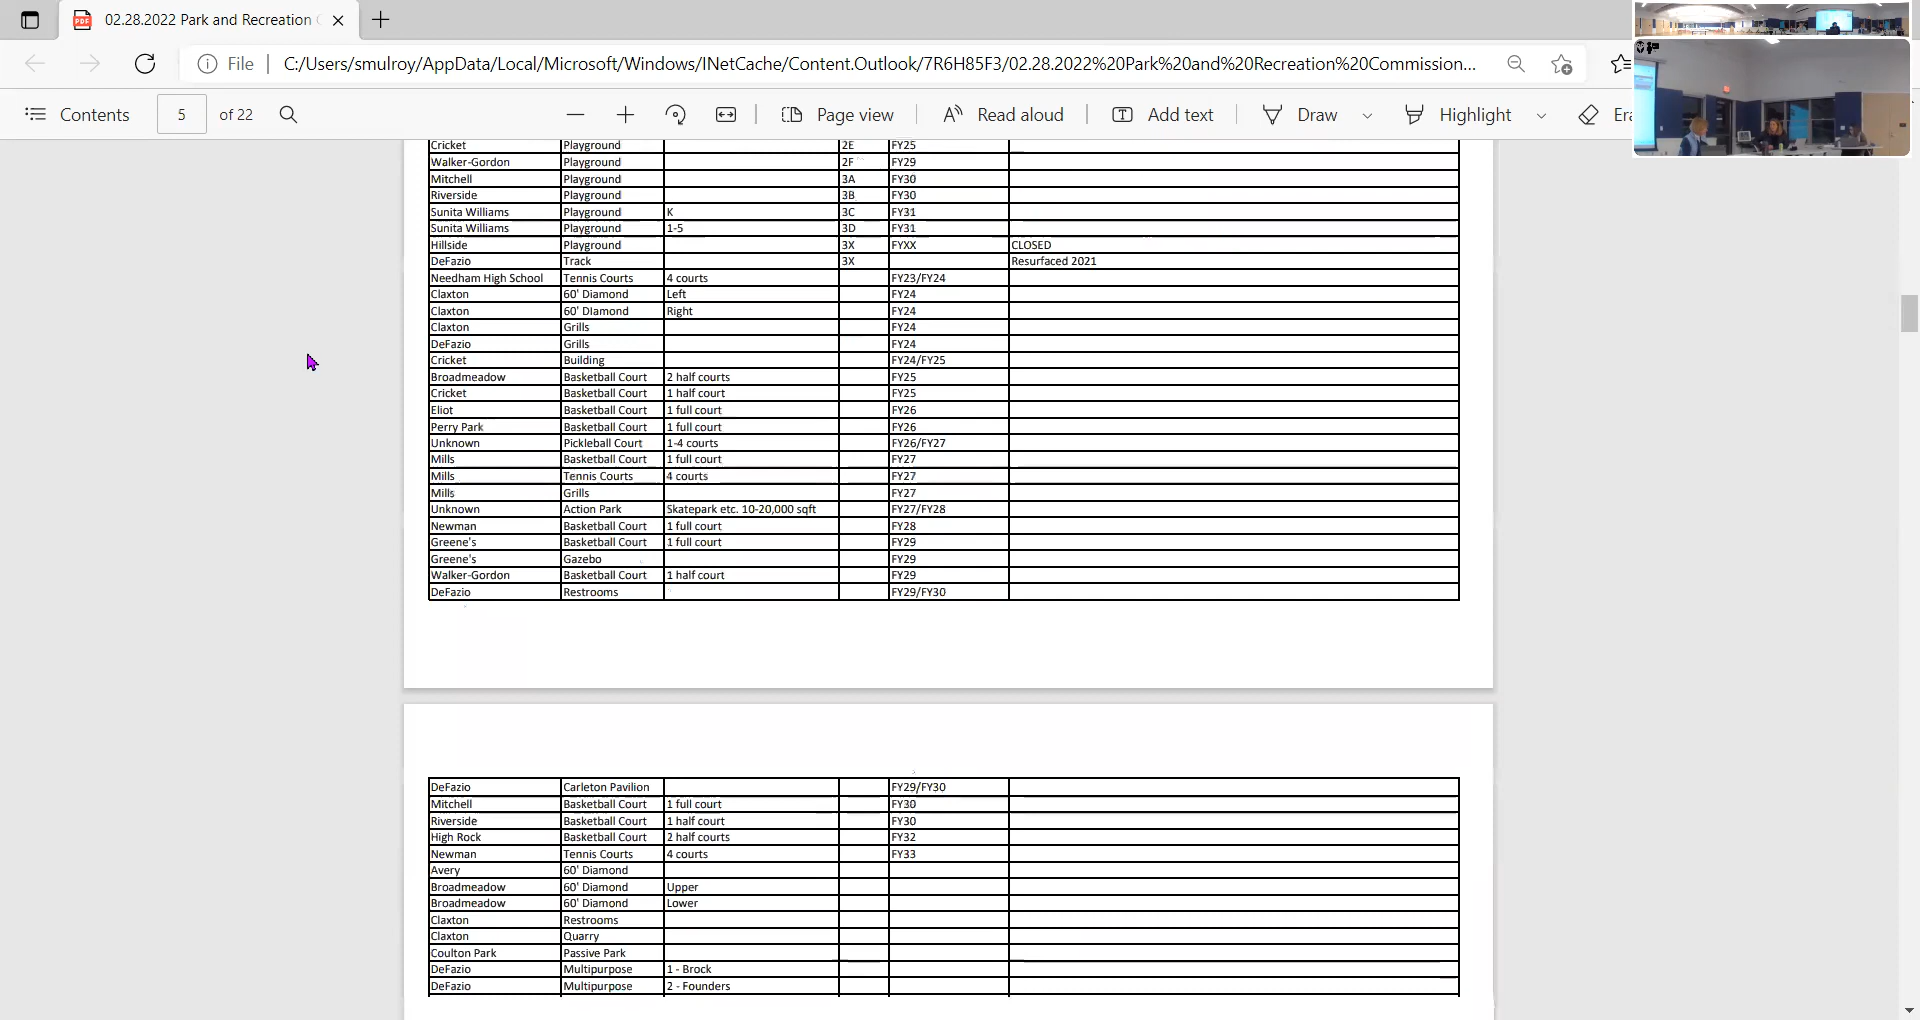 02.28.2022 Park and Recreation
File C:/Users/smulroy/AppData/Local/Microsoft/Windows/INetCache/Content.Outlook/7R6H85F3/02.28.2022%20Park%20and%20Recreation%20Commission...
Contents 5 of 22 Page view Read aloud Add text Draw Highlight Era
Cricket Playground 2E FY25
Walker-Gordon Playground 2F FY29
Mitchell Playground 3A FY30
Riverside Playground 3B FY30
Sunita Williams Playground K 3C FY31
Sunita Williams Playground 1-5 3D FY31
Hillside Playground 3X FYXX CLOSED
DeFazio Track 3X Resurfaced 2021
Needham High School Tennis Courts 4 courts FY23/FY24
Claxton 60' Diamond Left FY24
Claxton 60' DIamond Right FY24
Claxton Grills FY24
DeFazio Grills FY24
Cricket Building FY24/FY25
Broadmeadow Basketball Court 2 half courts FY25
Cricket Basketball Court 1 half court FY25
Eliot Basketball Court 1 full court FY26
Perry Park Basketball Court 1 full court FY26
Unknown Pickleball Court 1-4 courts FY26/FY27
Mills Basketball Court 1 full court FY27
Mills Tennis Courts 4 courts FY27
Mills Grills FY27
Unknown Action Park Skatepark etc. 10-20,000 sqft FY27/FY28
Newman Basketball Court 1 full court FY28
Greene's Basketball Court 1 full court FY29
Greene's Gazebo FY29
Walker-Gordon Basketball Court 1 half court FY29
DeFazio Restrooms FY29/FY30
DeFazio Carleton Pavilion FY29/FY30
Mitchell Basketball Court 1 full court FY30
Riverside Basketball Court 1 half court FY30
High Rock Basketball Court 2 half courts FY32
Newman Tennis Courts 4 courts FY33
Avery 60' Diamond
Broadmeadow 60' Diamond Upper
Broadmeadow 60' Diamond Lower
Claxton Restrooms
Claxton Quarry
Coulton Park Passive Park
DeFazio Multipurpose 1 - Brock
DeFazio Multipurpose 2 - Founders